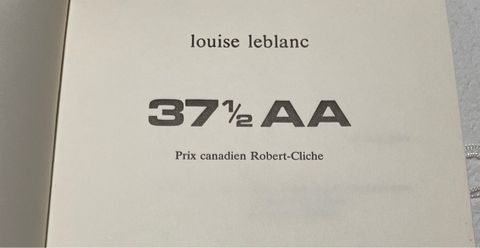 louise leblanc
37½ AA
Prix canadien Robert-Cliche